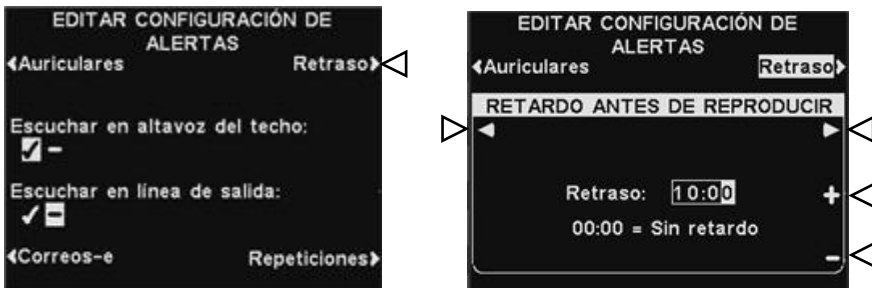 EDITAR CONFIGURACIÓN DE
ALERTAS
Auriculares Retraso
Escuchar en altavoz del techo:
Escuchar en línea de salida:
Correos-e Repeticiones
EDITAR CONFIGURACIÓN DE
ALERTAS
Auriculares Retraso
RETARDO ANTES DE REPRODUCIR
Retraso: 10:00 +
00:00 = Sin retardo
-